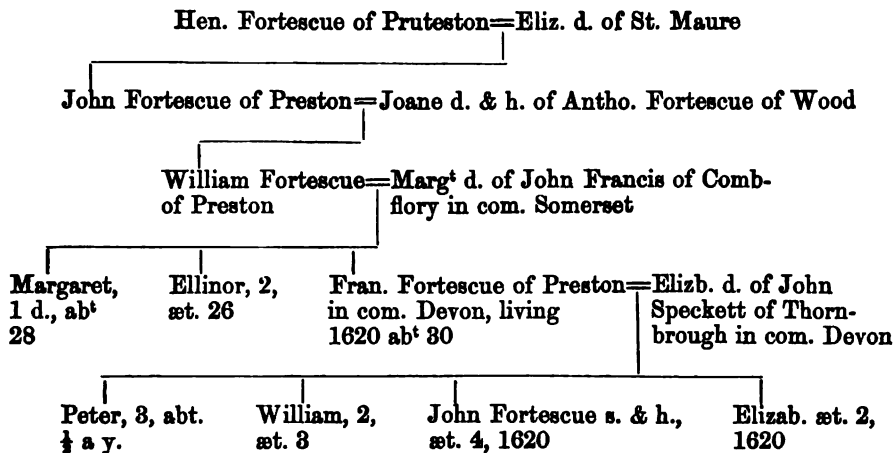 Hen. Fortescue of Pruteston=Eliz. d. of St. Maure
John Fortescue of Preston=Joane d. & h. of Antho. Fortescue of Wood
William Fortescue=Margᵗ d. of John Francis of Comb-
of Preston
flory in com. Somerset
Margaret,
1 d., abᵗ
28
Ellinor, 2,
æt. 26
Fran. Fortescue of Preston=Elizb. d. of John
in com. Devon, living
1620 abᵗ 30
Speckett of Thorn-
brough in com. Devon
Peter, 3, abt.
½ a y.
William, 2,
æt. 3
John Fortescue s. & h.,
æt. 4, 1620
Elizab. æt. 2,
1620